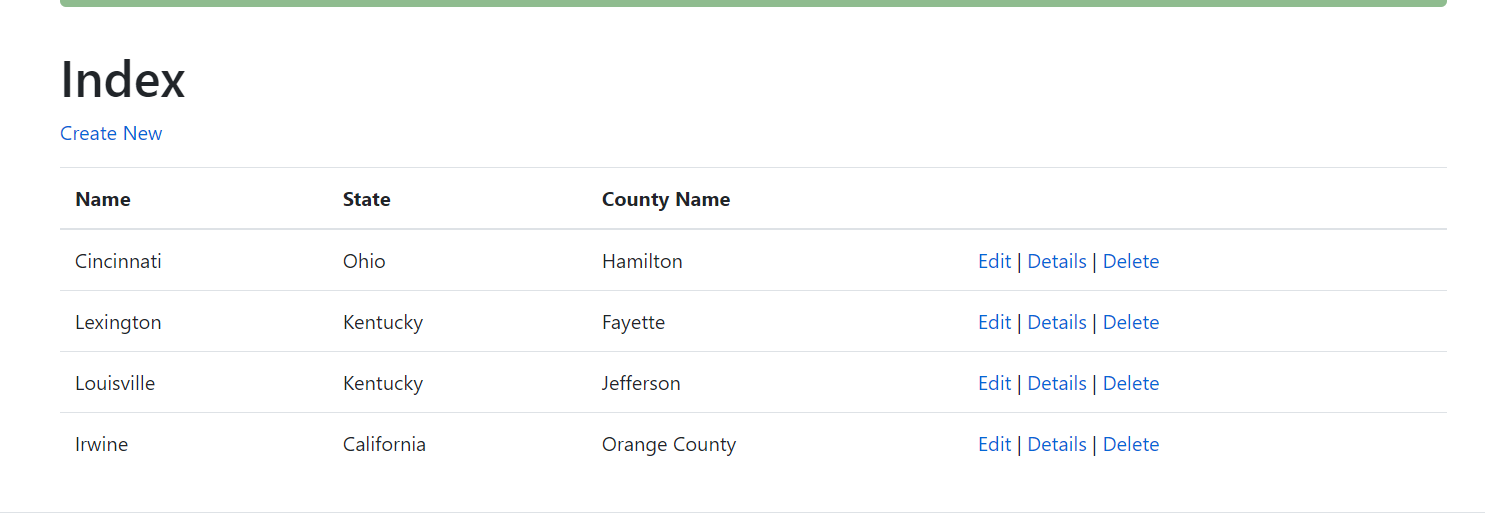 Index
Create New
Name State County Name
Cincinnati Ohio Hamilton Edit | Details | Delete
Lexington Kentucky Fayette Edit | Details | Delete
Louisville Kentucky Jefferson Edit | Details | Delete
Irwine California Orange County Edit | Details | Delete